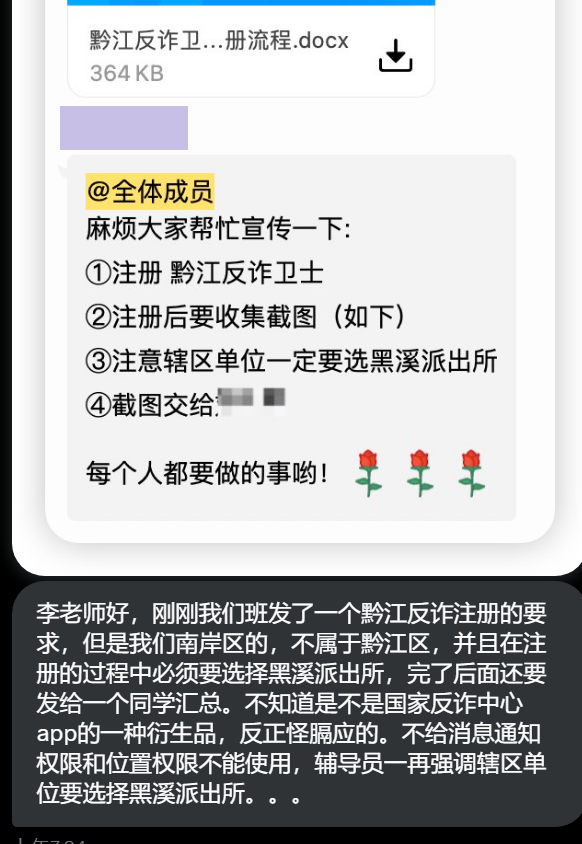 黔江反诈卫...册流程.docx
364 KB
@全体成员
麻烦大家帮忙宣传一下:
①注册 黔江反诈卫士
②注册后要收集截图（如下）
③注意辖区单位一定要选黑溪派出所
④截图交给
每个人都要做的事哟！
李老师好，刚刚我们班发了一个黔江反诈注册的要
求，但是我们南岸区的，不属于黔江区，并且在注
册的过程中必须要选择黑溪派出所，完了后面还要
发给一个同学汇总。不知道是不是国家反诈中心
app的一种衍生品，反正怪膈应的。不给消息通知
权限和位置权限不能使用，辅导员一再强调辖区单
位要选择黑溪派出所。。。